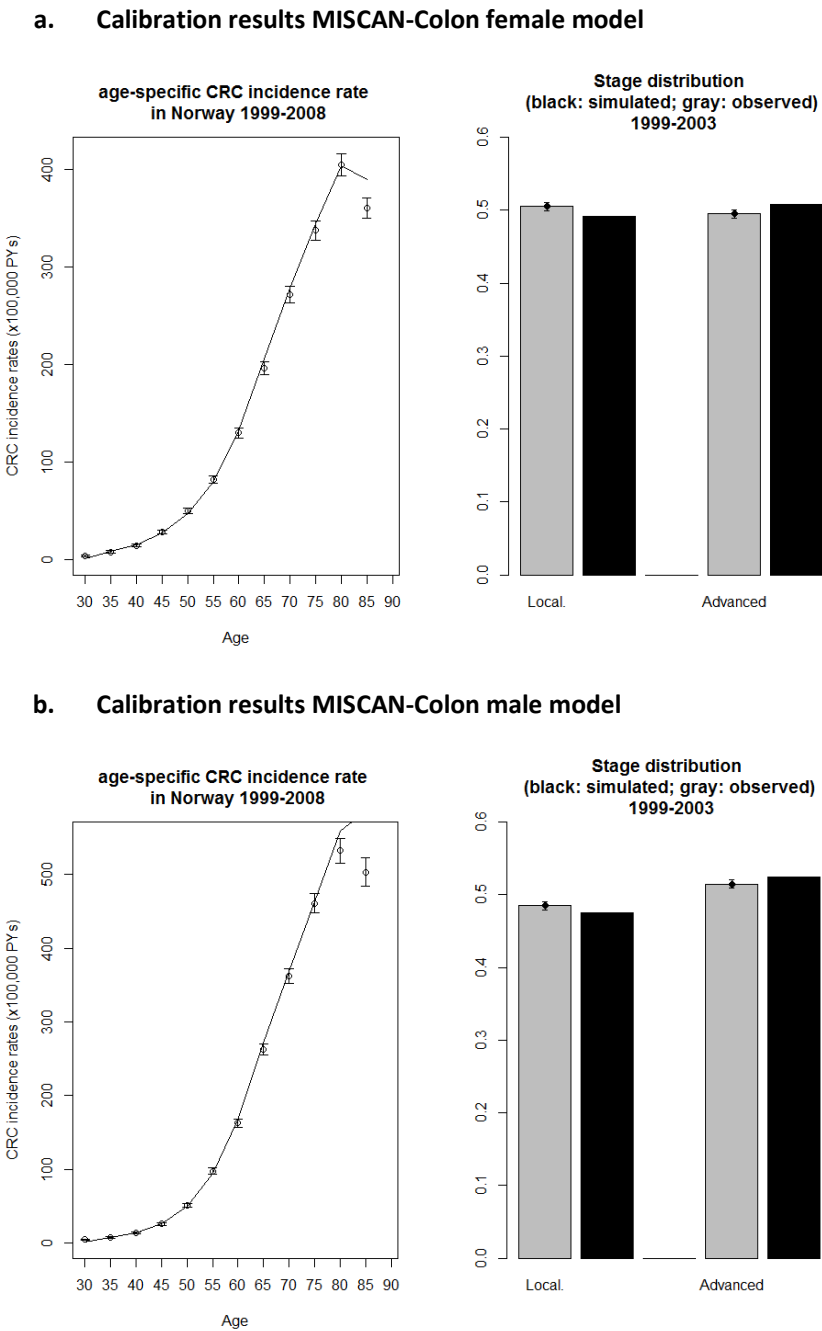 a. Calibration results MISCAN-Colon female model
age-specific CRC incidence rate
in Norway 1999-2008
CRC incidence rates (x100,000 PYs)
0 100 200 300 400
30 35 40 45 50 55 60 65 70 75 80 85 90
Age
Stage distribution
(black: simulated; gray: observed)
1999-2003
0.0 0.1 0.2 0.3 0.4 0.5 0.6
Local. Advanced
b. Calibration results MISCAN-Colon male model
age-specific CRC incidence rate
in Norway 1999-2008
CRC incidence rates (x100,000 PYs)
0 100 200 300 400 500
30 35 40 45 50 55 60 65 70 75 80 85 90
Age
Stage distribution
(black: simulated; gray: observed)
1999-2003
0.0 0.1 0.2 0.3 0.4 0.5 0.6
Local. Advanced